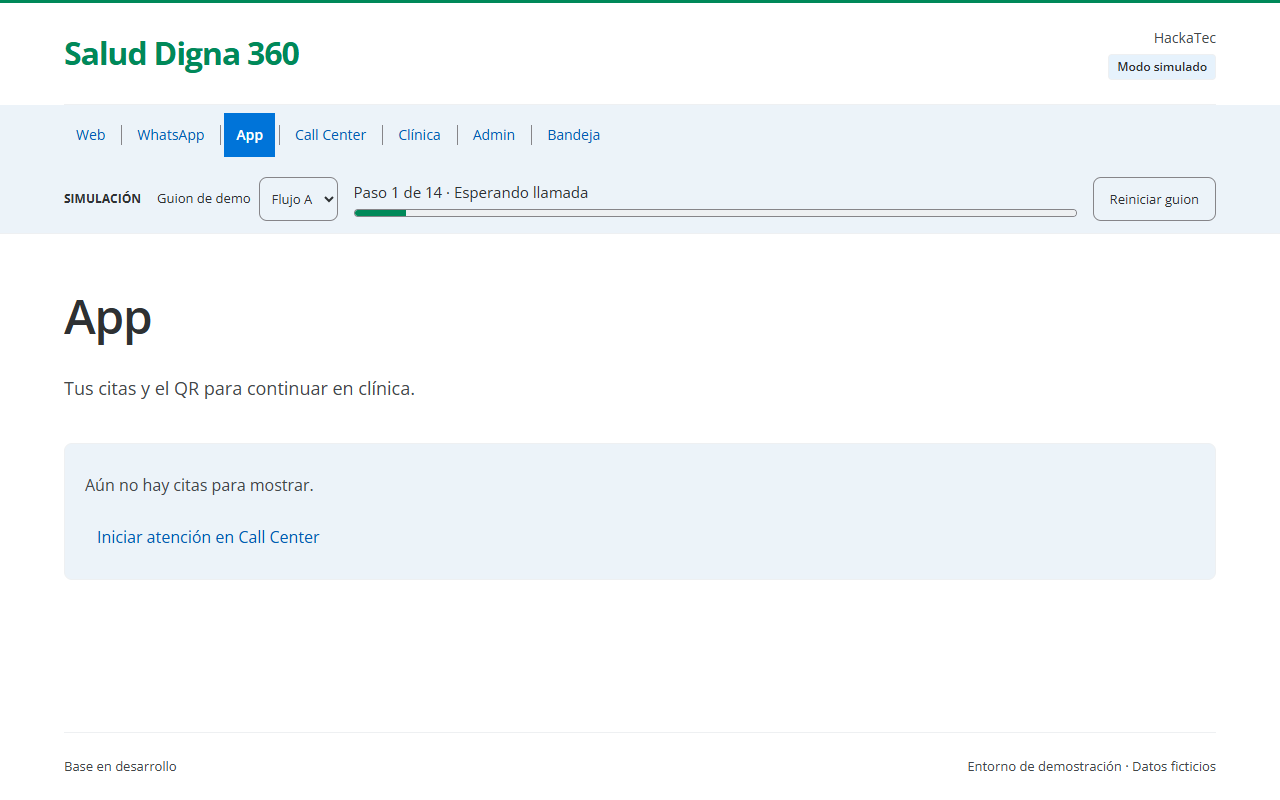 Salud Digna 360
HackaTec
Modo simulado
Web
WhatsApp
App
Call Center
Clínica
Admin
Bandeja
SIMULACIÓN
Guion de demo
Flujo A
Paso 1 de 14 · Esperando llamada
Reiniciar guion
App
Tus citas y el QR para continuar en clínica.
Aún no hay citas para mostrar.
Iniciar atención en Call Center
Base en desarrollo
Entorno de demostración · Datos ficticios